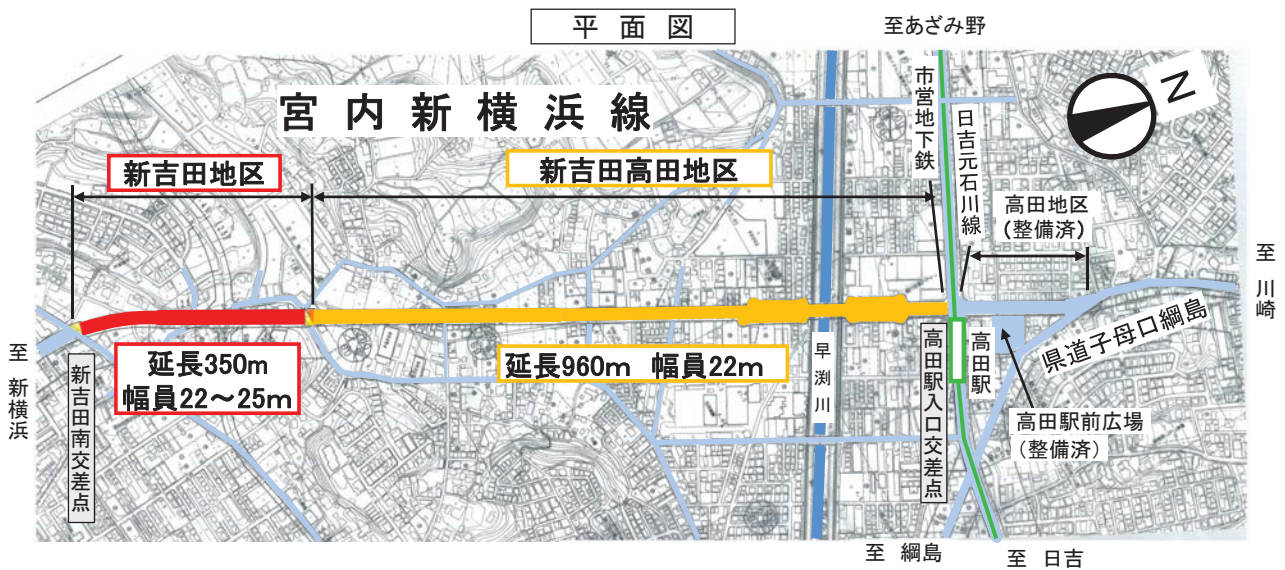 平面図
至あざみ野
宮内新横浜線
新吉田地区
新吉田高田地区
市営地下鉄
日吉元石川線
高田地区
(整備済)
N
至 川崎
県道子母口綱島
延長350m
幅員22～25m
延長960m 幅員22m
早渕川
高田駅
高田駅入口交差点
高田駅前広場
(整備済)
至 新横浜
新吉田南交差点
至 綱島
至 日吉